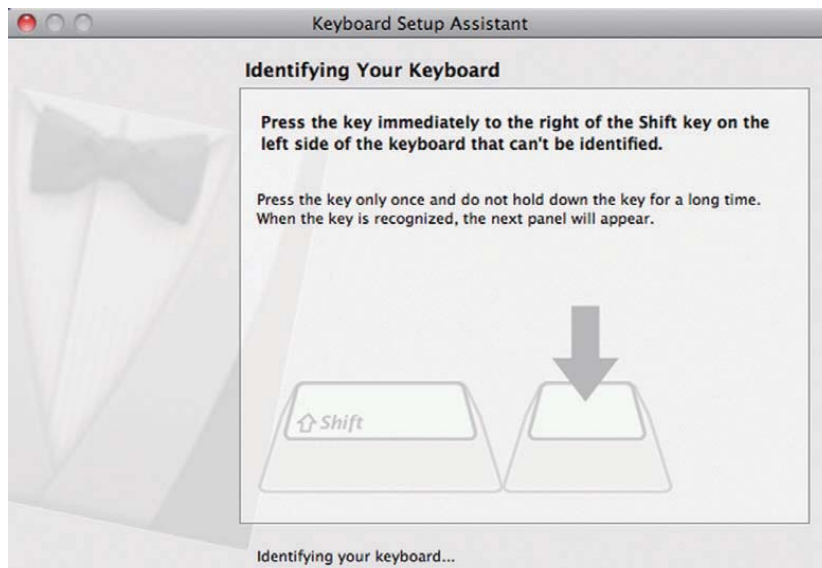 Keyboard Setup Assistant
Identifying Your Keyboard
Press the key immediately to the right of the Shift key on the
left side of the keyboard that can't be identified.
Press the key only once and do not hold down the key for a long time.
When the key is recognized, the next panel will appear.
Shift
Identifying your keyboard...